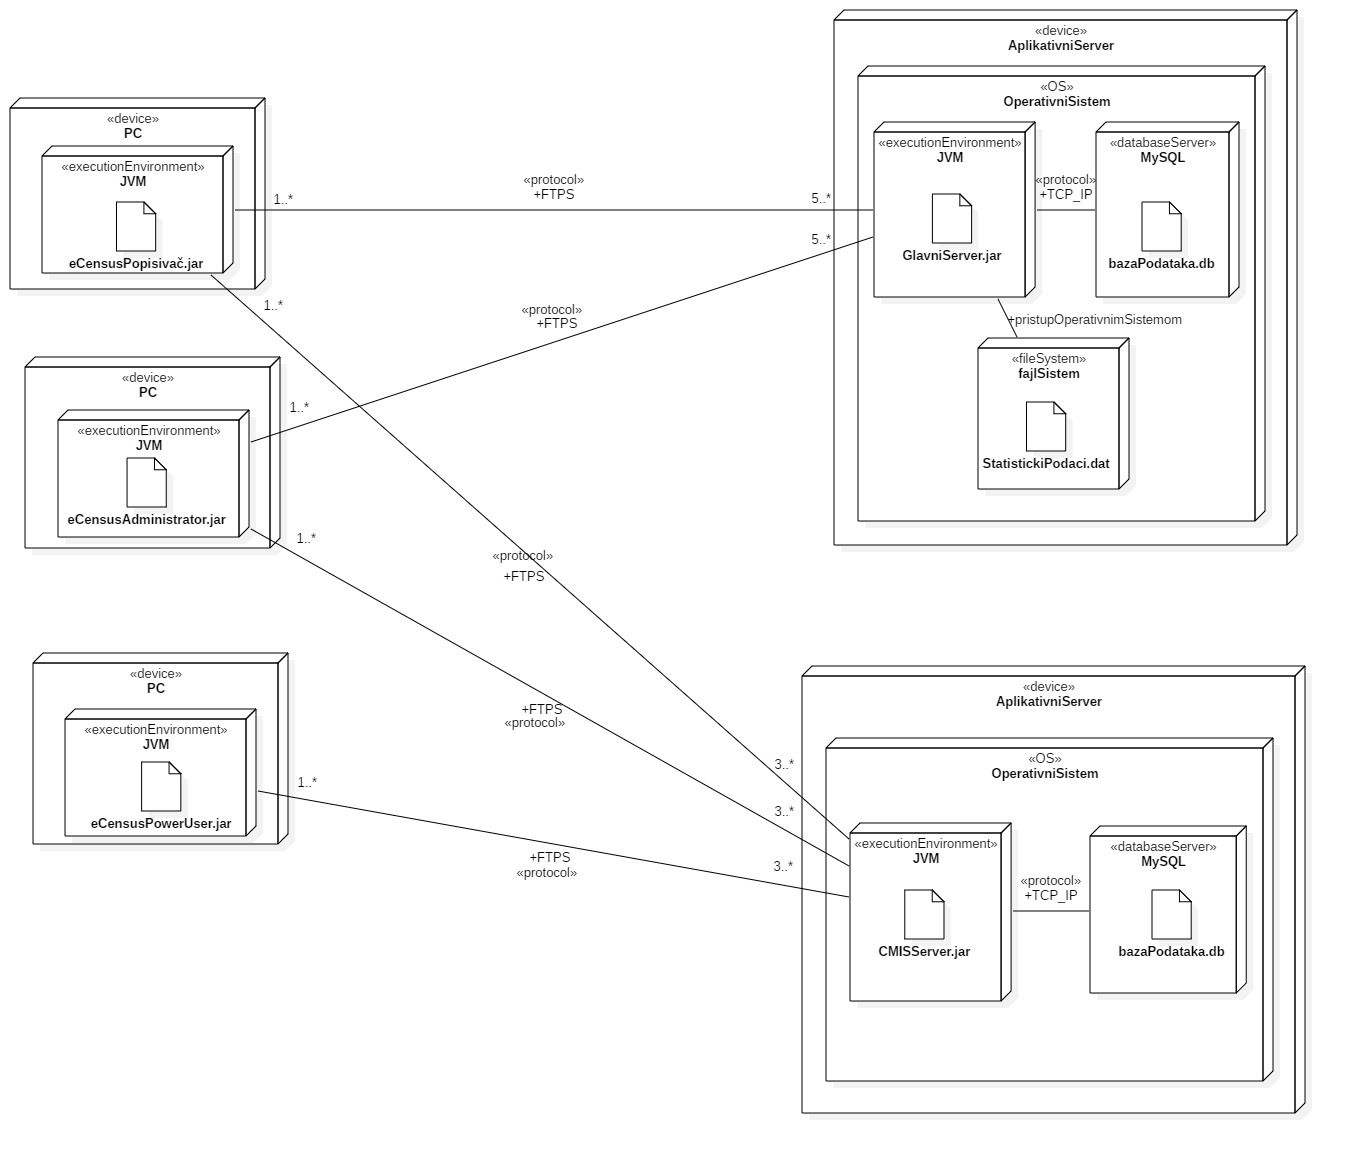 «device»
AplikativniServer
«OS»
OperativniSistem
«executionEnvironment»
JVM
GlavniServer.jar
«protocol»
+TCP_IP
«databaseServer»
MySQL
bazaPodataka.db
+pristupOperativnimSistemom
«fileSystem»
fajlSistem
StatistickiPodaci.dat
«device»
PC
«executionEnvironment»
JVM
eCensusPopisivač.jar
1..*
«protocol»
+FTPS
5..*
5..*
1..*
«protocol»
+FTPS
«device»
PC
«executionEnvironment»
JVM
eCensusAdministrator.jar
1..*
1..*
«protocol»
+FTPS
+FTPS
«protocol»
«device»
PC
«executionEnvironment»
JVM
eCensusPowerUser.jar
1..*
+FTPS
«protocol»
3..*
3..*
3..*
«device»
AplikativniServer
«OS»
OperativniSistem
«executionEnvironment»
JVM
CMISServer.jar
«protocol»
+TCP_IP
«databaseServer»
MySQL
bazaPodataka.db